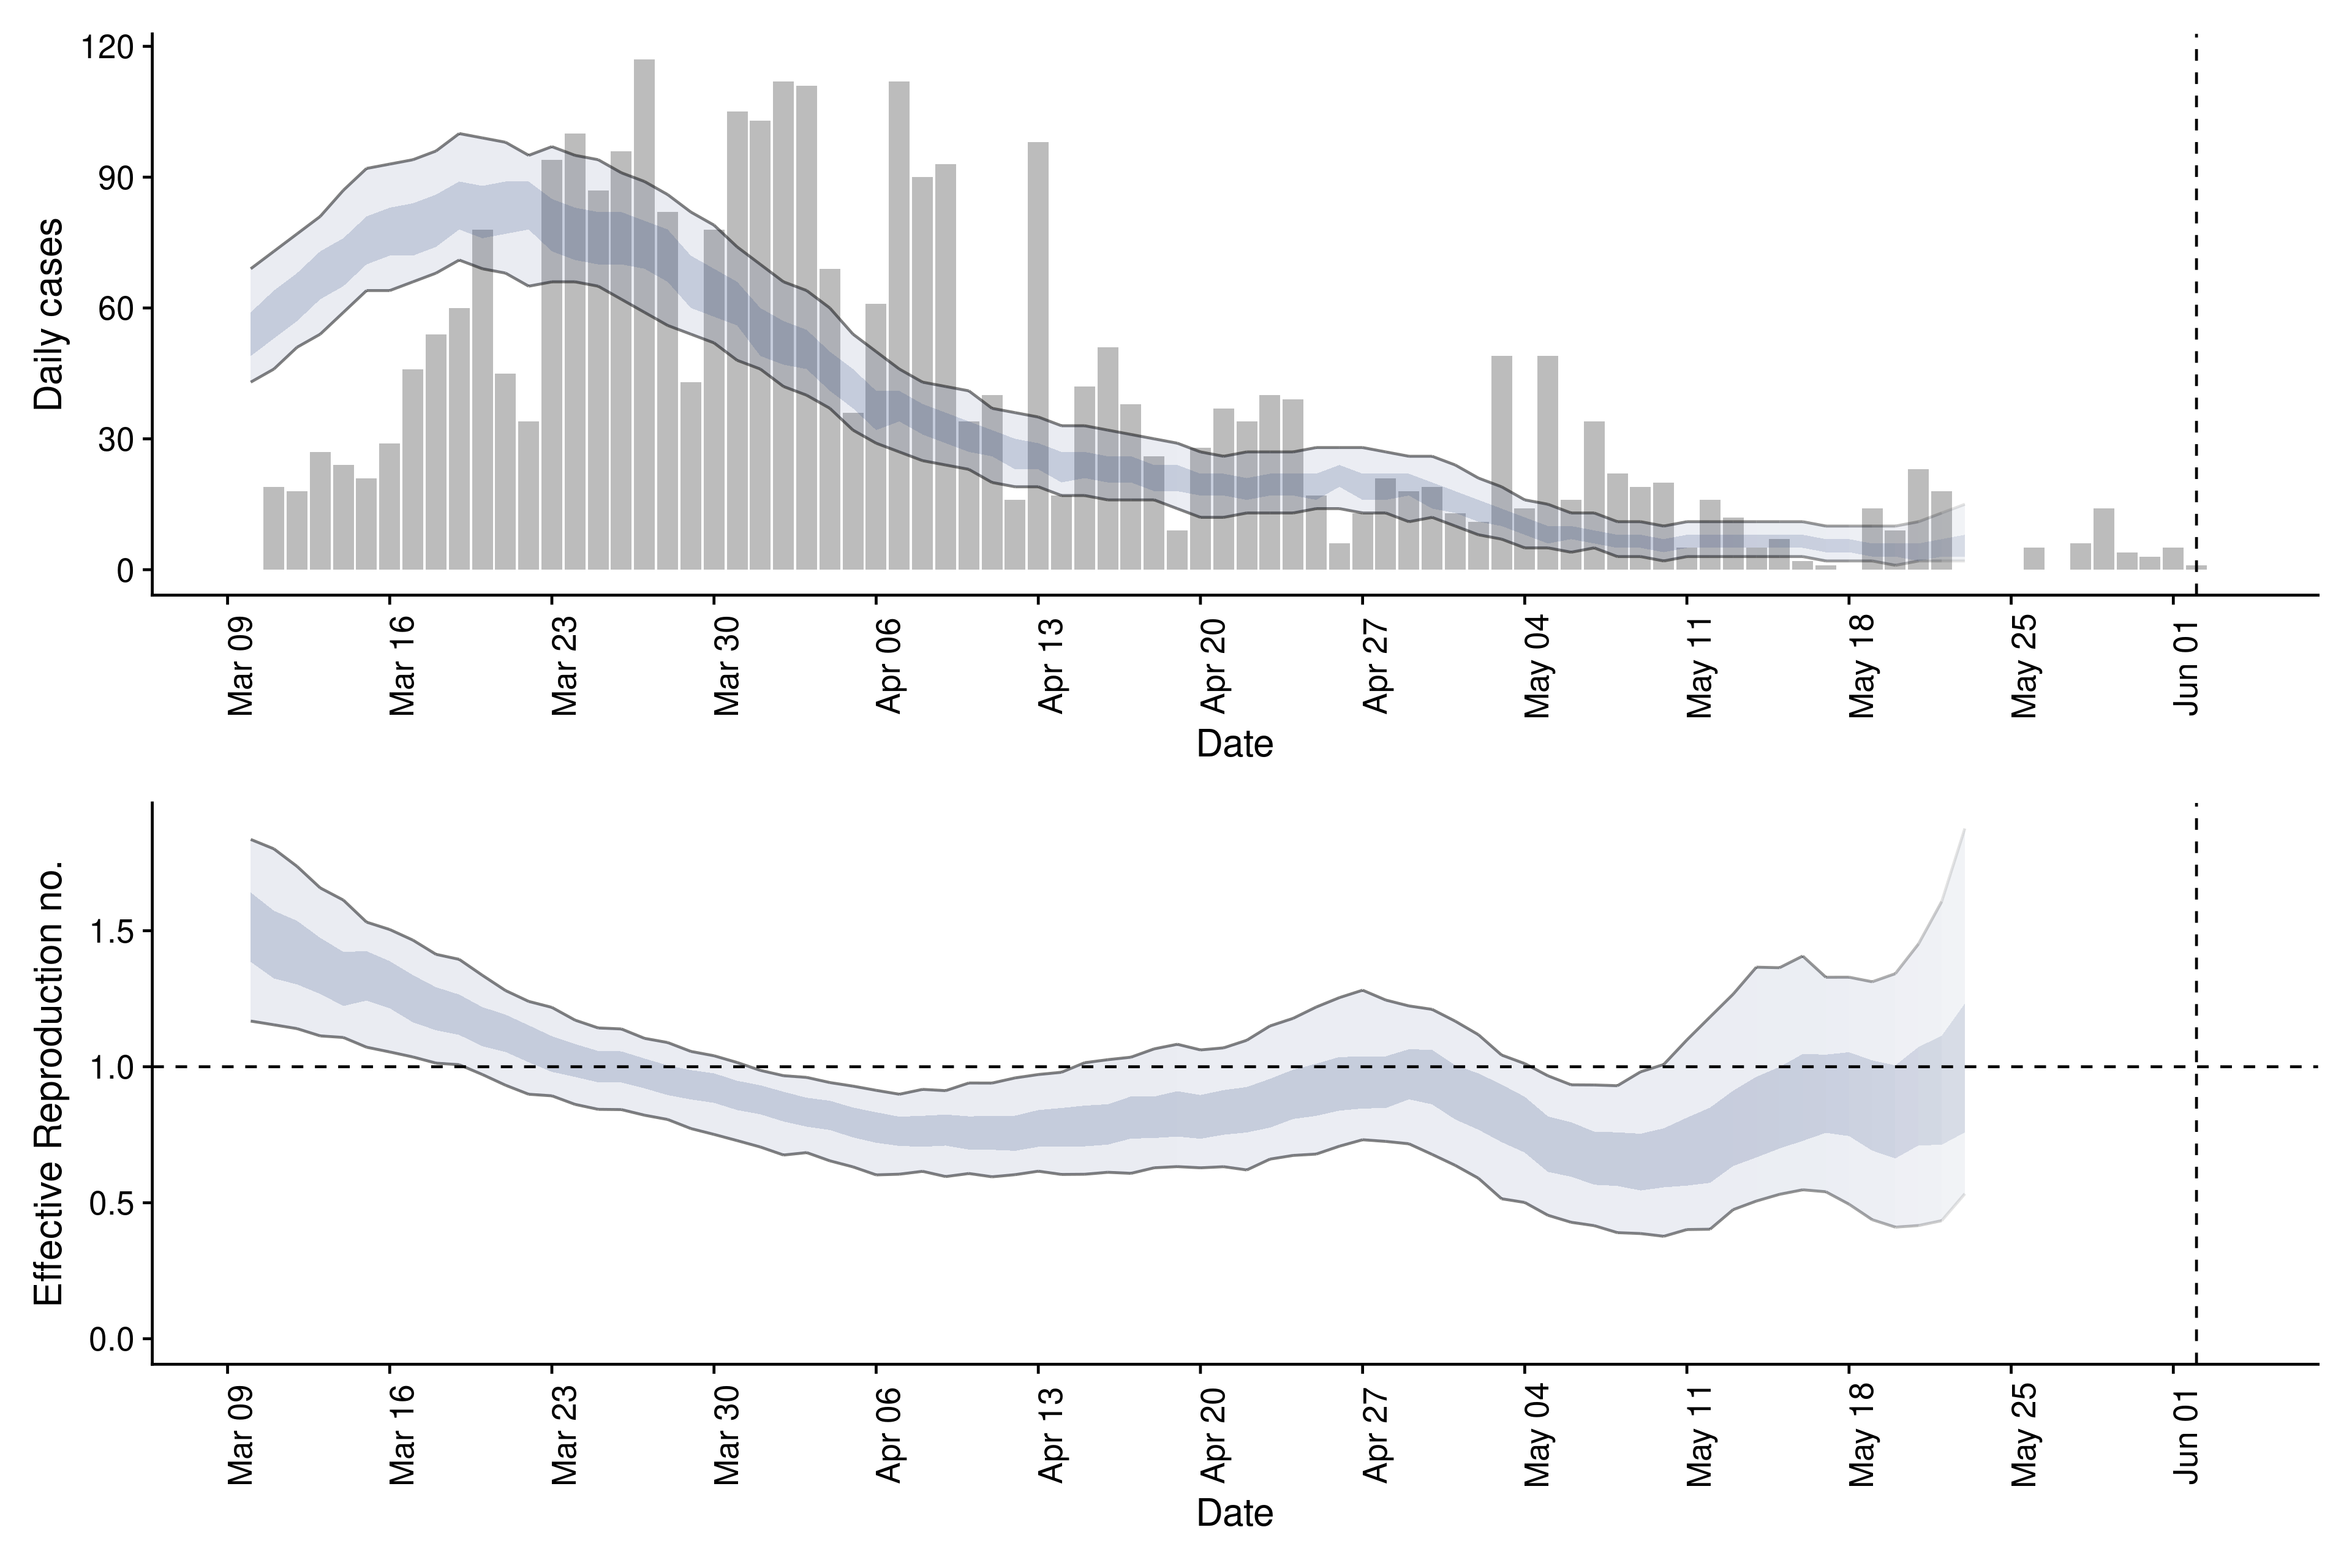 Daily cases
120
90
60
30
0
Mar 09
Mar 16
Mar 23
Mar 30
Apr 06
Apr 13
Apr 20
Apr 27
May 04
May 11
May 18
May 25
Jun 01
Date
Effective Reproduction no.
1.5
1.0
0.5
0.0
Mar 09
Mar 16
Mar 23
Mar 30
Apr 06
Apr 13
Apr 20
Apr 27
May 04
May 11
May 18
May 25
Jun 01
Date